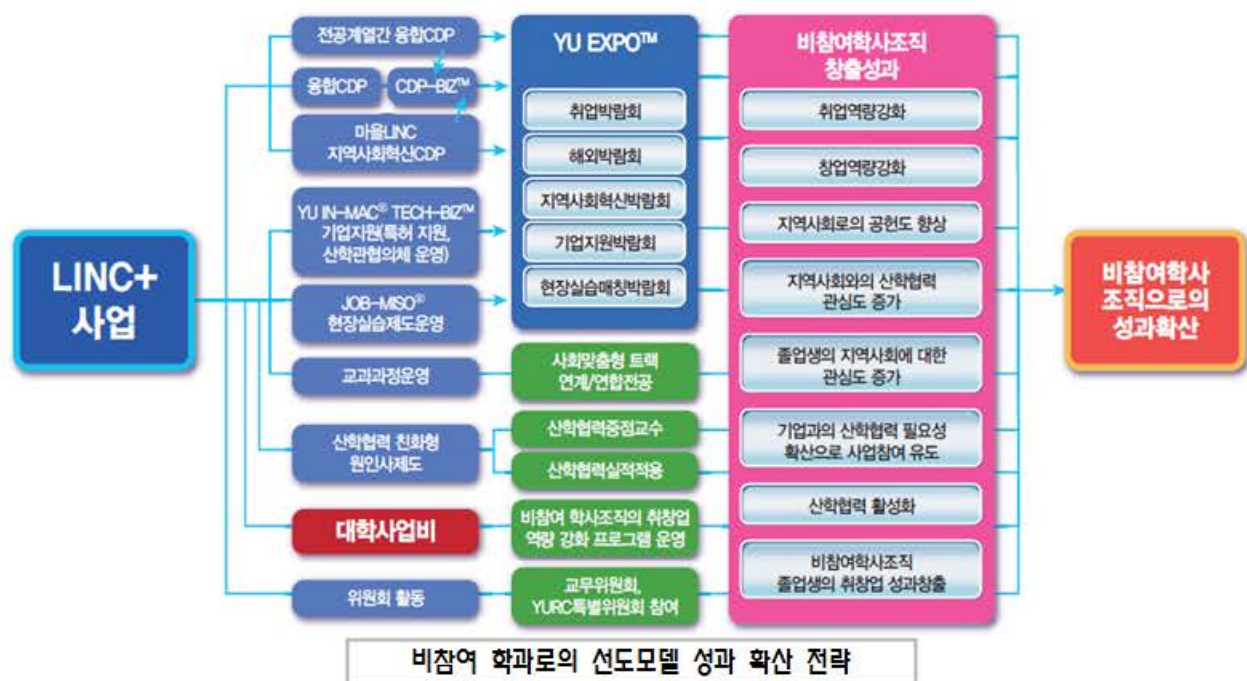 LINC+
사업
전공계열간 융합CDP
융합CDP
CDP-BIZ™
마을LINC
지역사회혁신CDP
YU IN-MAC® TECH-BIZ™
기업지원(특허 지원,
산학관협의체 운영)
JOB-MISO®
현장실습제도운영
교과과정운영
산학협력 친화형
원인사제도
대학사업비
위원회 활동
YU EXPO™
취업박람회
해외박람회
지역사회혁신박람회
기업지원박람회
현장실습매칭박람회
사회맞춤형 트랙
연계/연합전공
산학협력중점교수
산학협력실적적용
비참여 학사조직의 취창업
역량 강화 프로그램 운영
교무위원회,
YURC특별위원회 참여
비참여학사조직
창출성과
취업역량강화
창업역량강화
지역사회로의 공헌도 향상
지역사회와의 산학협력
관심도 증가
졸업생의 지역사회에 대한
관심도 증가
기업과의 산학협력 필요성
확산으로 사업참여 유도
산학협력 활성화
비참여학사조직
졸업생의 취창업 성과창출
비참여학사
조직으로의
성과확산
비참여 학과로의 선도모델 성과 확산 전략